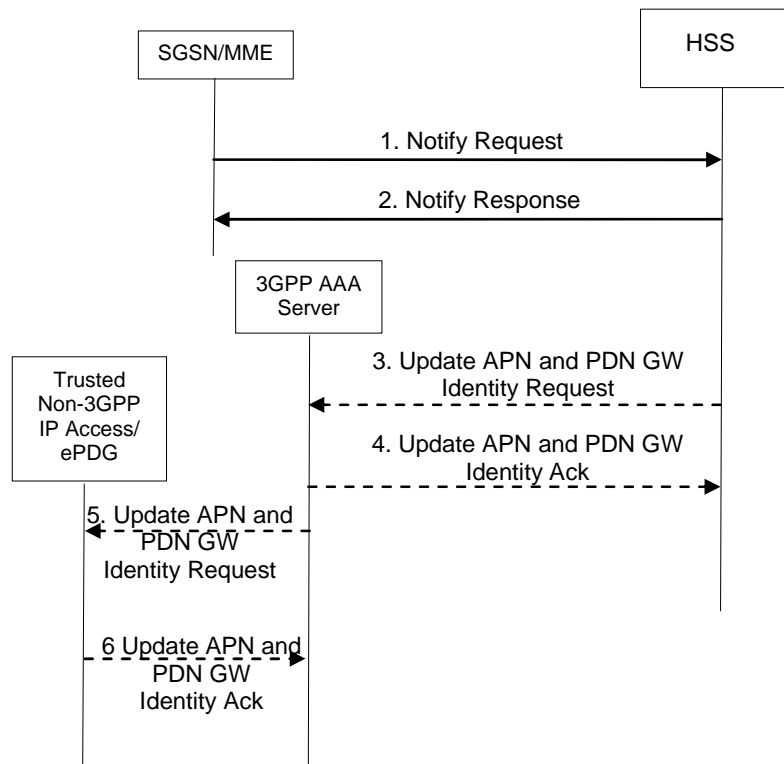 SGSN/MME
HSS
1. Notify Request
2. Notify Response
3GPP AAA
Server
3. Update APN and PDN GW
Identity Request
Trusted
Non-3GPP
IP Access/
ePDG
4. Update APN and PDN GW
Identity Ack
5. Update APN and
PDN GW
Identity Request
6 Update APN and
PDN GW
Identity Ack